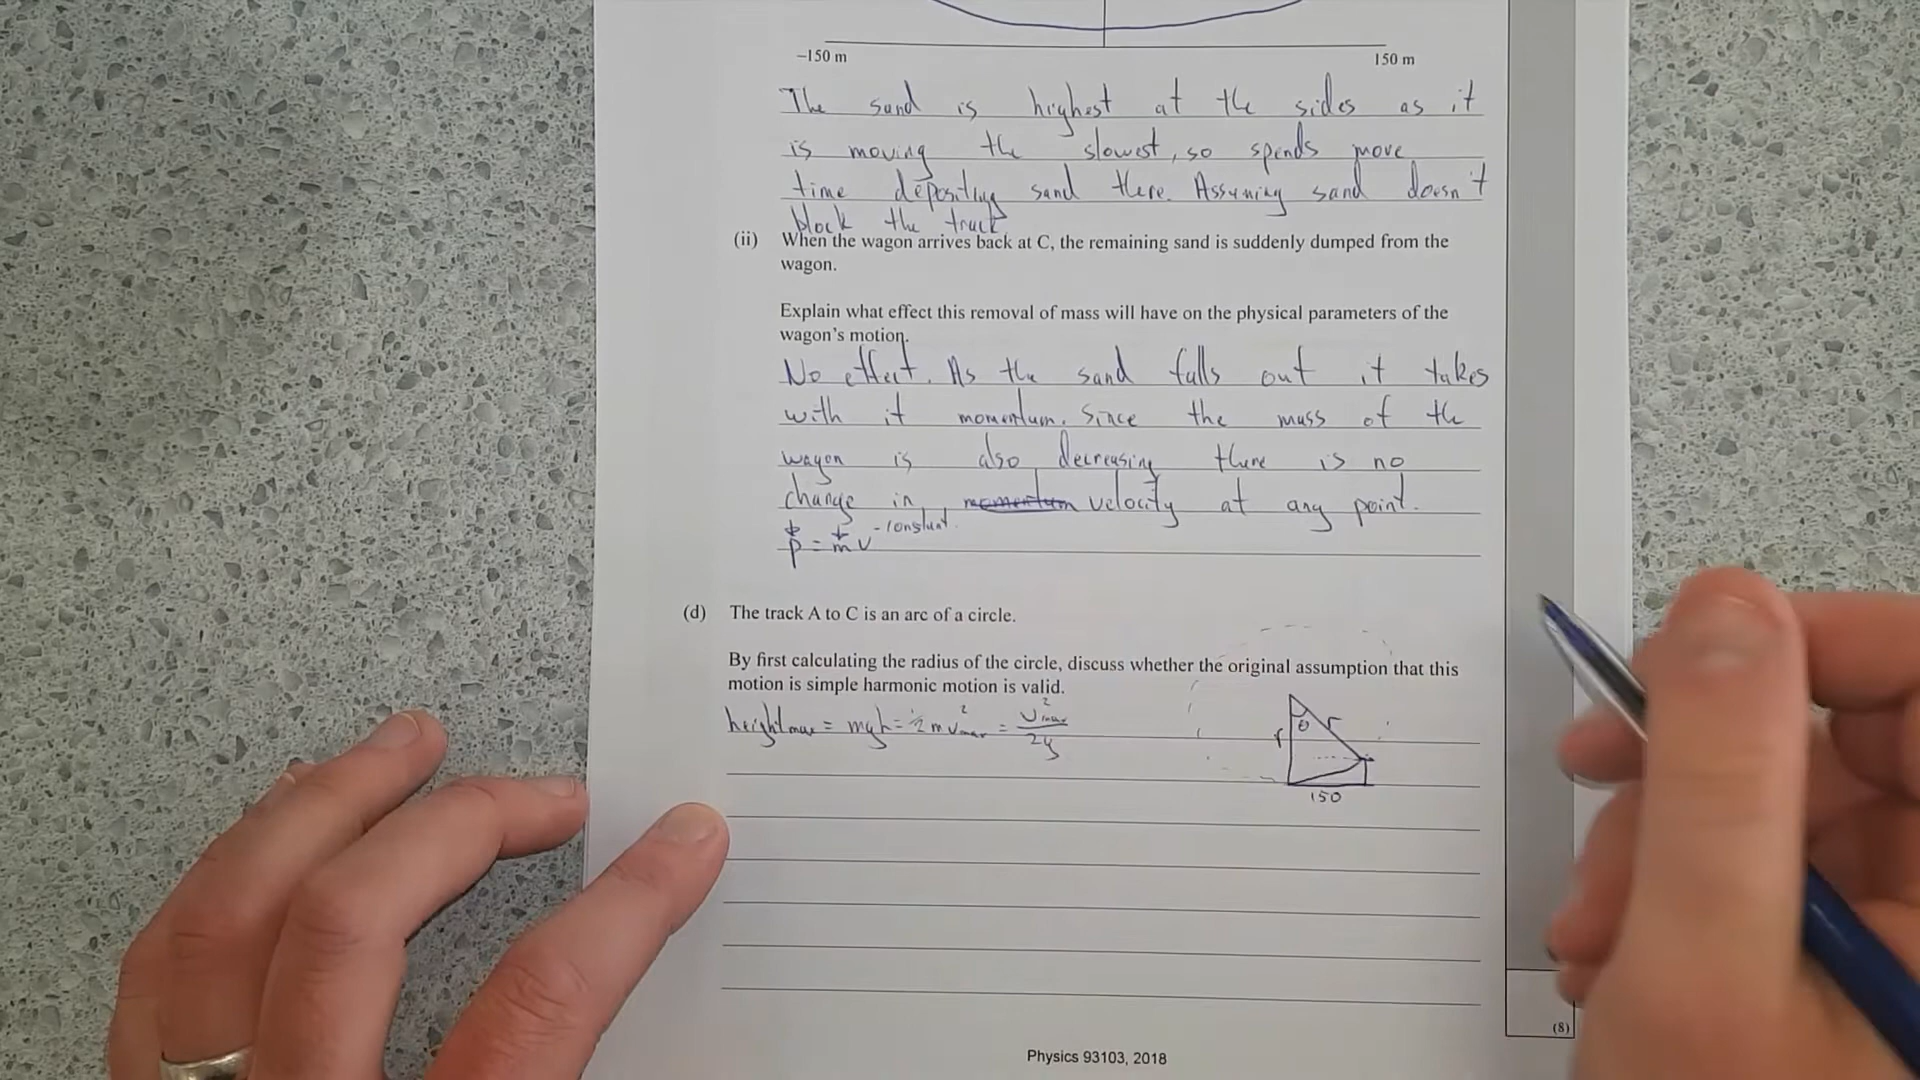 –150 m
150 m
The sand is highest at the sides as it
is moving the slowest, so spends more
time depositing sand there. Assuming sand doesn't
block the track
(ii) When the wagon arrives back at C, the remaining sand is suddenly dumped from the
wagon.
Explain what effect this removal of mass will have on the physical parameters of the
wagon's motion.
No effect. As the sand falls out it takes
with it momentum. Since the mass of the
wagon is also decreasing there is no
change in momentum velocity at any point.
p = m v - constant.
(d) The track A to C is an arc of a circle.
By first calculating the radius of the circle, discuss whether the original assumption that this
motion is simple harmonic motion is valid.
height max = mgh = ½ m v max ² = v max ² / 2g
θ
r
r
150
(8)
Physics 93103, 2018